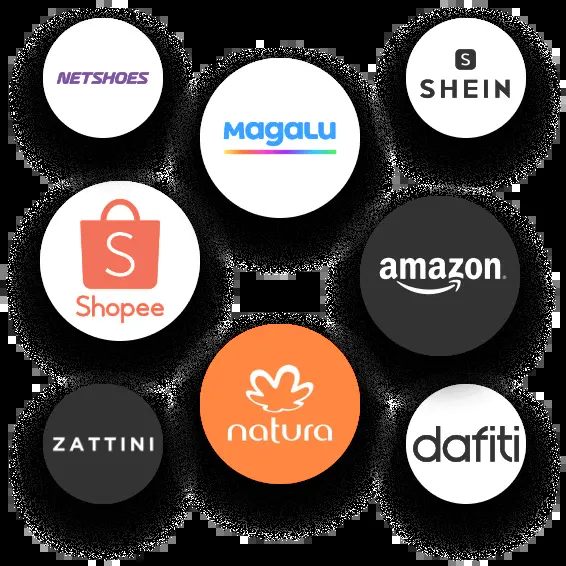 NETSHOES
S
SHEIN
MagaLu
S
Shopee
amazon
ZATTINI
natura
dafiti